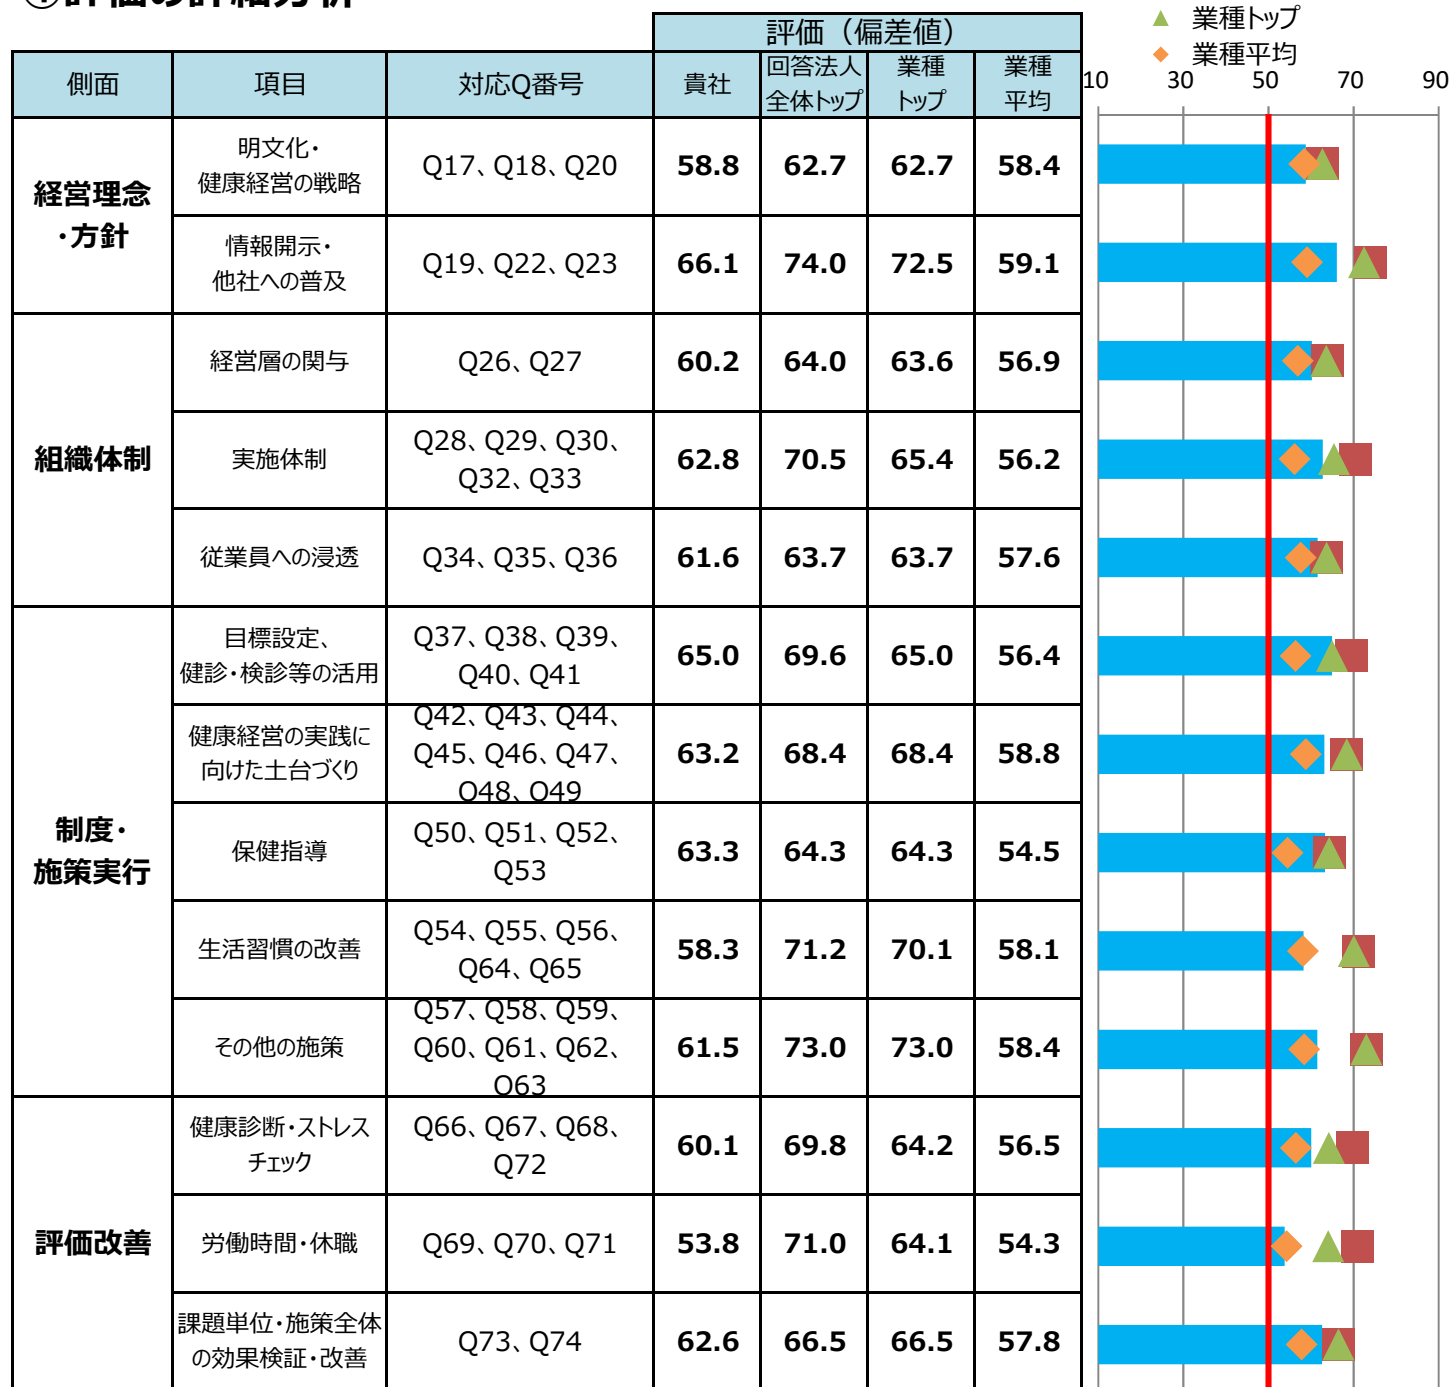 ①評価の詳細分析
▲ 業種トップ
◆ 業種平均
評価（偏差値）
側面 項目 対応Q番号 貴社 回答法人 業種 業種
全体トップ トップ 平均
10 30 50 70 90
経営理念
・方針
明文化・
健康経営の戦略
Q17、Q18、Q20 58.8 62.7 62.7 58.4
情報開示・
他社への普及
Q19、Q22、Q23 66.1 74.0 72.5 59.1
組織体制
経営層の関与 Q26、Q27 60.2 64.0 63.6 56.9
実施体制
Q28、Q29、Q30、
Q32、Q33
62.8 70.5 65.4 56.2
従業員への浸透 Q34、Q35、Q36 61.6 63.7 63.7 57.6
制度・
施策実行
目標設定、
健診・検診等の活用
Q37、Q38、Q39、
Q40、Q41
65.0 69.6 65.0 56.4
健康経営の実践に
向けた土台づくり
Q42、Q43、Q44、
Q45、Q46、Q47、
Q48、Q49
63.2 68.4 68.4 58.8
保健指導
Q50、Q51、Q52、
Q53
63.3 64.3 64.3 54.5
生活習慣の改善
Q54、Q55、Q56、
Q64、Q65
58.3 71.2 70.1 58.1
その他の施策
Q57、Q58、Q59、
Q60、Q61、Q62、
Q63
61.5 73.0 73.0 58.4
評価改善
健康診断・ストレス
チェック
Q66、Q67、Q68、
Q72
60.1 69.8 64.2 56.5
労働時間・休職 Q69、Q70、Q71 53.8 71.0 64.1 54.3
課題単位・施策全体
の効果検証・改善
Q73、Q74 62.6 66.5 66.5 57.8